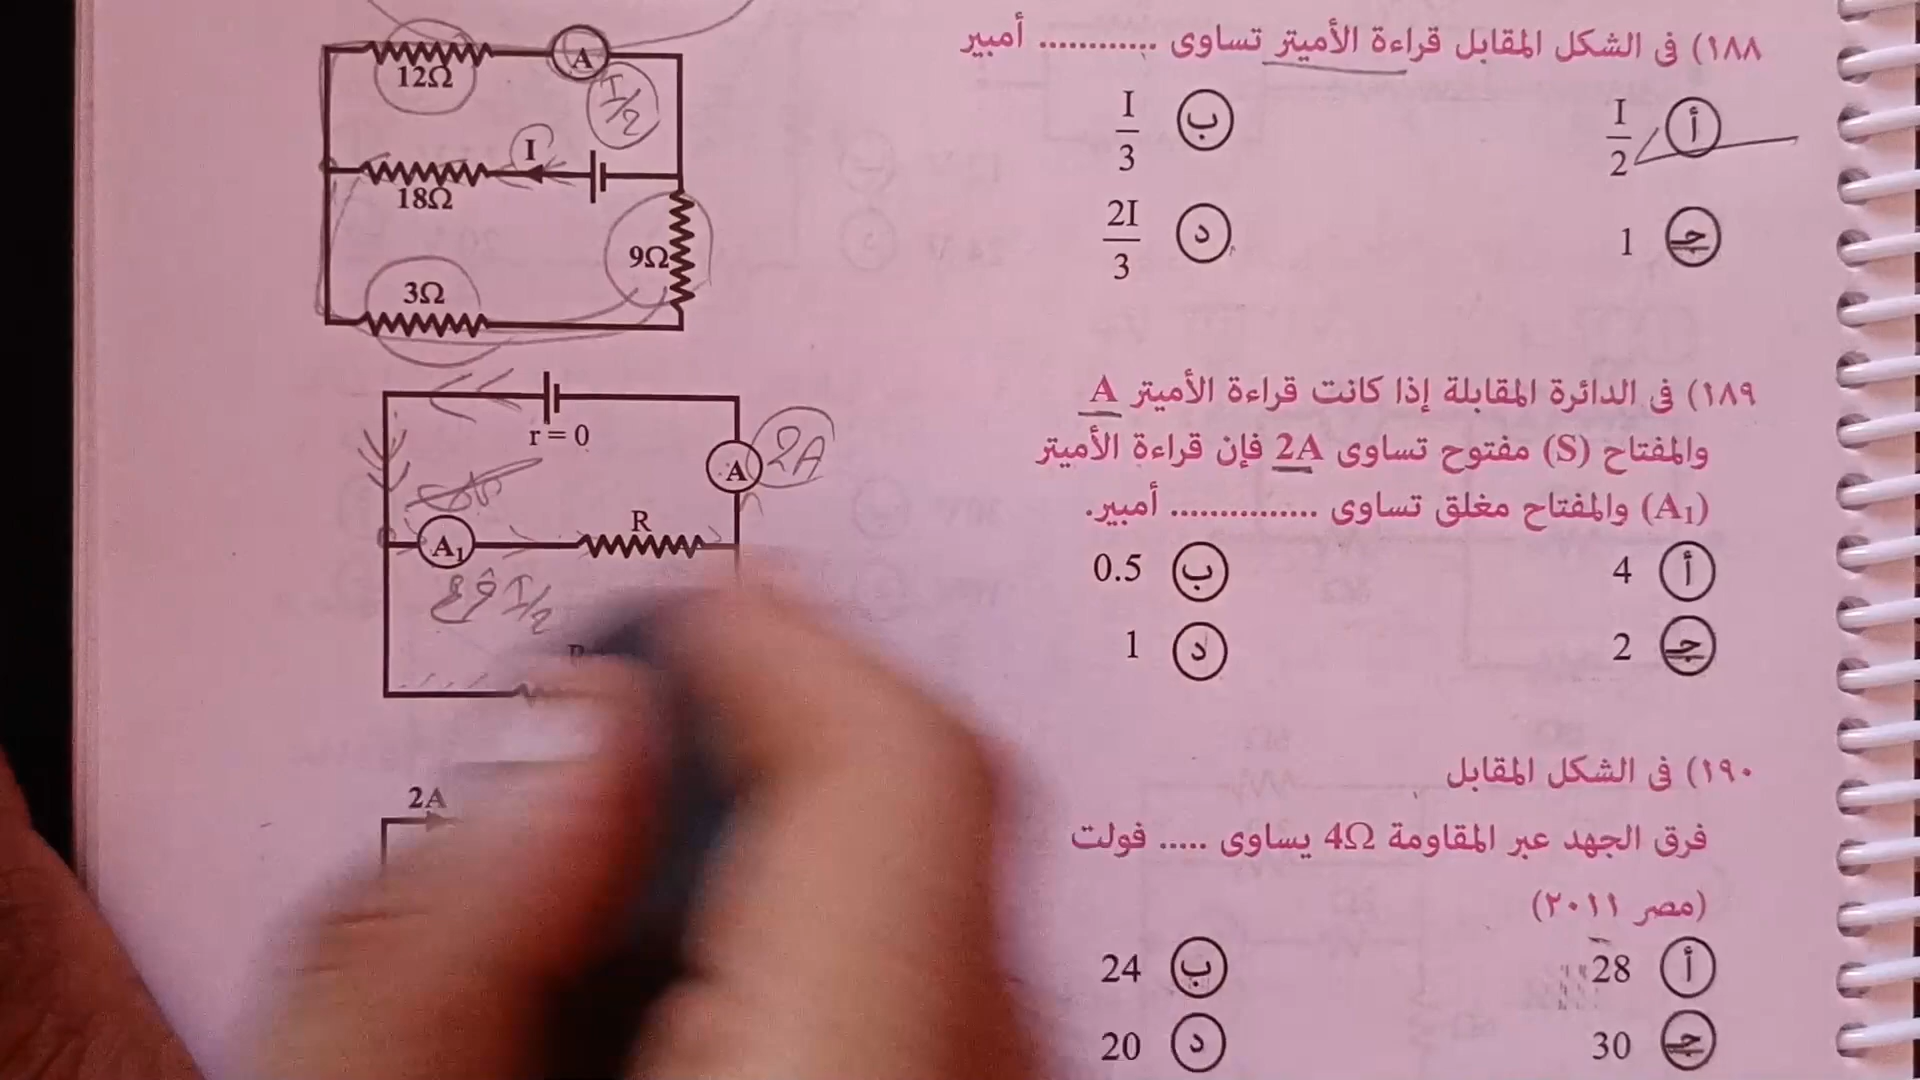 ١٨٨) فى الشكل المقابل قراءة الأميتر تساوى ............ أمبير
أ I/2
ب I/3
جـ 1
د 2I/3
12Ω
A
I/2
I
18Ω
9Ω
3Ω
١٨٩) فى الدائرة المقابلة إذا كانت قراءة الأميتر A
والمفتاح (S) مفتوح تساوى 2A فإن قراءة الأميتر
(A1) والمفتاح مغلق تساوى ............... أمبير.
أ 4
ب 0.5
جـ 2
د 1
r = 0
A
2A
R
A1
I/2
١٩٠) فى الشكل المقابل
فرق الجهد عبر المقاومة 4Ω يساوى ..... فولت
(مصر ٢٠١١)
أ 28
ب 24
جـ 30
د 20
2A